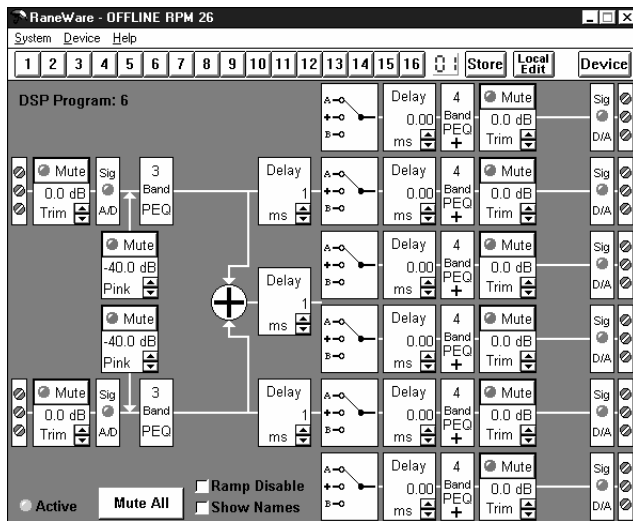 RaneWare - OFFLINE RPM 26
System Device Help
1 2 3 4 5 6 7 8 9 10 11 12 13 14 15 16 01 Store Local Edit Device
DSP Program: 6
A
+
B
Delay
0.00
ms
4
Band
PEQ
+
Mute
0.0 dB
Trim
Sig
D/A
Mute
0.0 dB
Trim
Sig
A/D
3
Band
PEQ
Delay
1
ms
A
+
B
Delay
0.00
ms
4
Band
PEQ
+
Mute
0.0 dB
Trim
Sig
D/A
Mute
-40.0 dB
Pink
A
+
B
Delay
0.00
ms
4
Band
PEQ
+
Mute
0.0 dB
Trim
Sig
D/A
+
Delay
1
ms
Mute
-40.0 dB
Pink
A
+
B
Delay
0.00
ms
4
Band
PEQ
+
Mute
0.0 dB
Trim
Sig
D/A
Mute
0.0 dB
Trim
Sig
A/D
3
Band
PEQ
Delay
1
ms
A
+
B
Delay
0.00
ms
4
Band
PEQ
+
Mute
0.0 dB
Trim
Sig
D/A
A
+
B
Delay
0.00
ms
4
Band
PEQ
+
Mute
0.0 dB
Trim
Sig
D/A
Active
Mute All
Ramp Disable
Show Names